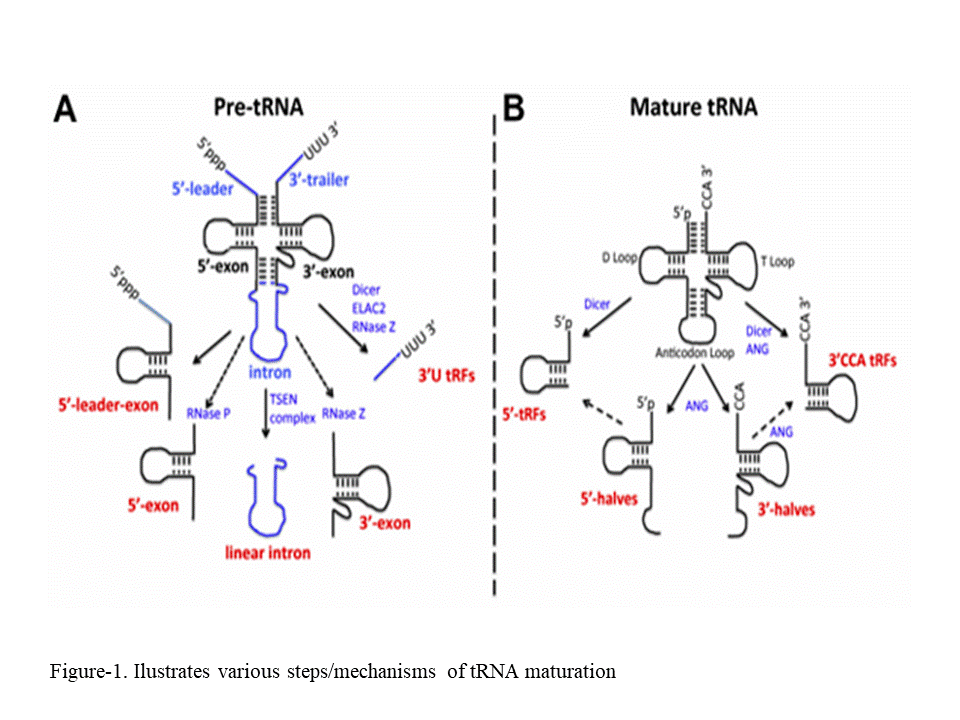 A
Pre-tRNA
5'ppp
UUU 3'
5'-leader
3'-trailer
5'-exon
3'-exon
Dicer
ELAC2
RNase Z
5'ppp
UUU 3'
intron
3'U tRFs
5'-leader-exon
RNase P
TSEN
complex
RNase Z
5'-exon
3'-exon
linear intron
B
Mature tRNA
CCA 3'
5'p
D Loop
T Loop
Dicer
Anticodon Loop
Dicer
ANG
5'p
CCA 3'
5'-tRFs
3'CCA tRFs
5'p
ANG
CCA
ANG
5'-halves
3'-halves
Figure-1. Ilustrates various steps/mechanisms of tRNA maturation